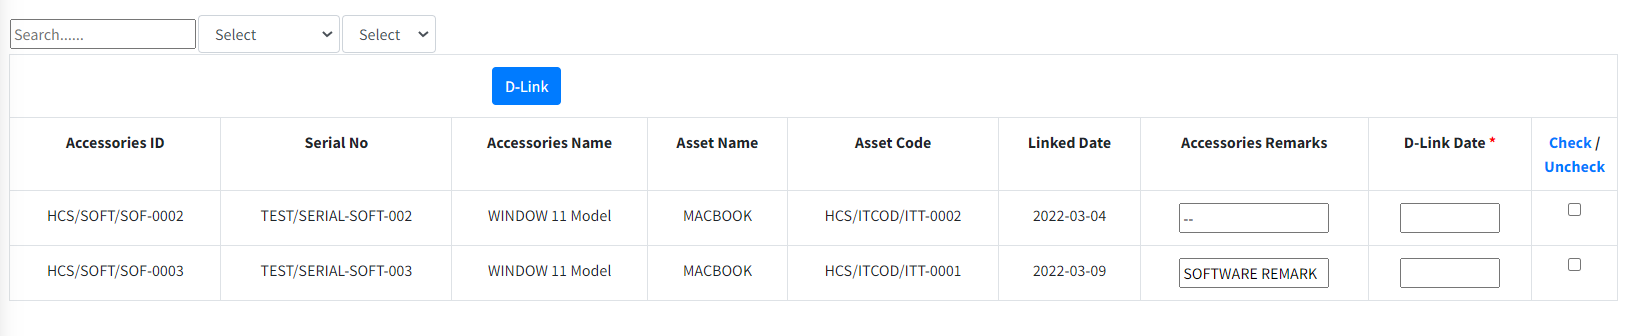 Search...... Select Select
D-Link
Accessories ID Serial No Accessories Name Asset Name Asset Code Linked Date Accessories Remarks D-Link Date * Check / Uncheck
HCS/SOFT/SOF-0002 TEST/SERIAL-SOFT-002 WINDOW 11 Model MACBOOK HCS/ITCOD/ITT-0002 2022-03-04 --
HCS/SOFT/SOF-0003 TEST/SERIAL-SOFT-003 WINDOW 11 Model MACBOOK HCS/ITCOD/ITT-0001 2022-03-09 SOFTWARE REMARK